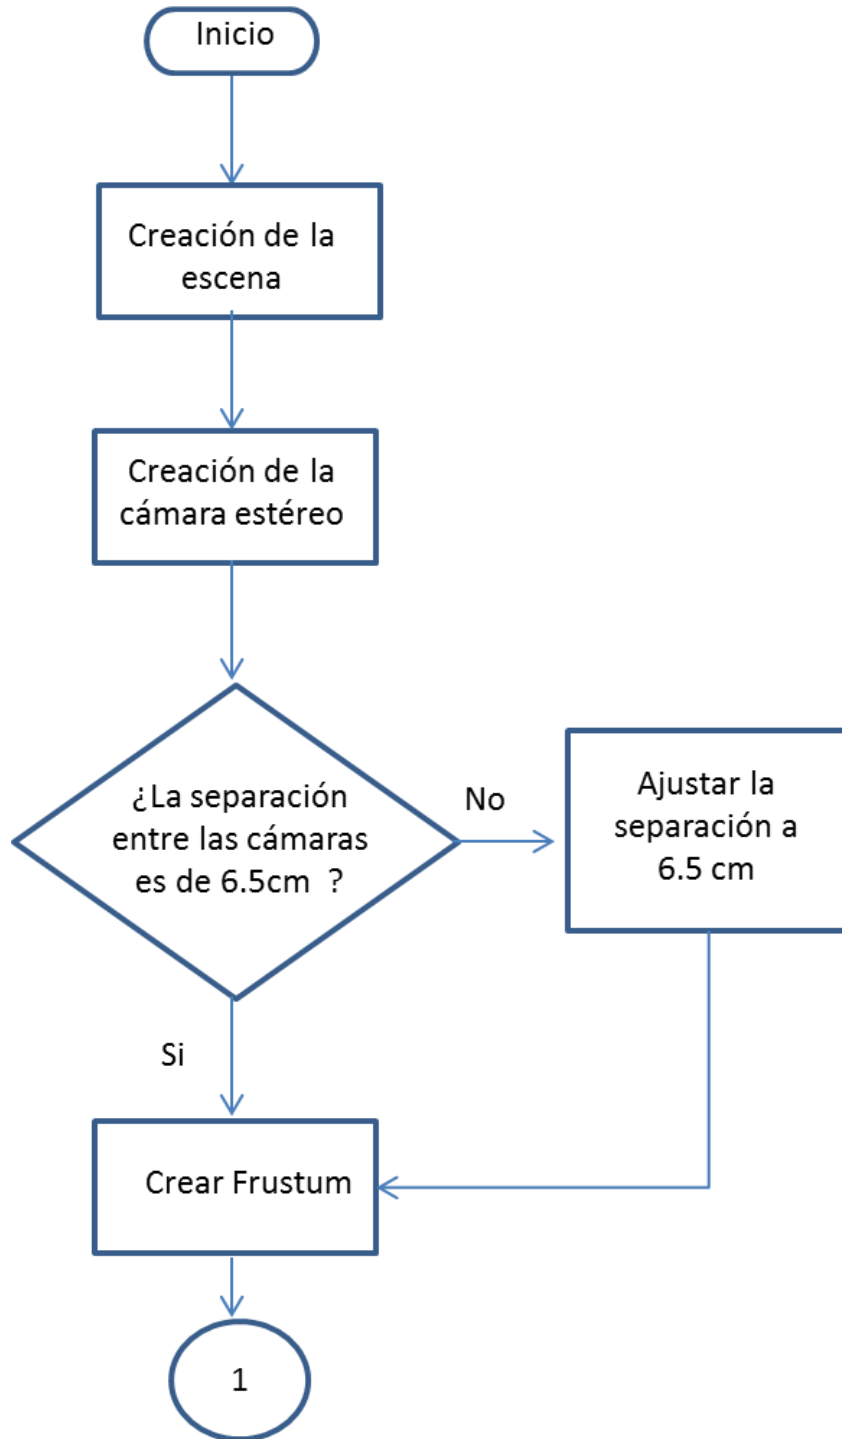 Inicio
Creación de la
escena
Creación de la
cámara estéreo
¿La separación
entre las cámaras
es de 6.5cm  ?
No
Ajustar la
separación a
6.5 cm
Si
Crear Frustum
1